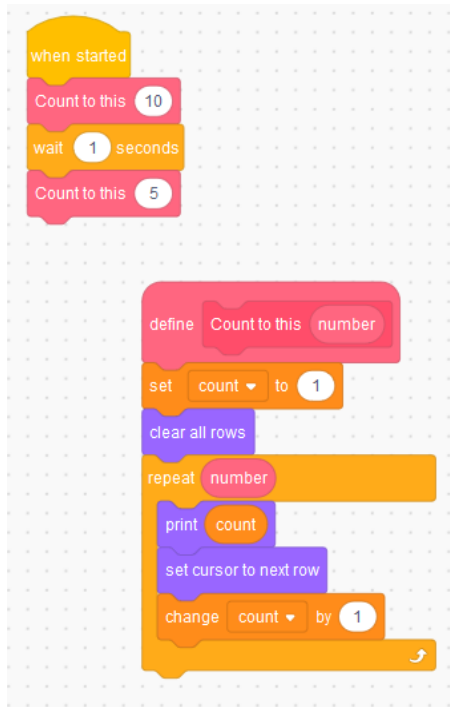 when started
Count to this 10
wait 1 seconds
Count to this 5
define Count to this number
set count to 1
clear all rows
repeat number
print count
set cursor to next row
change count by 1